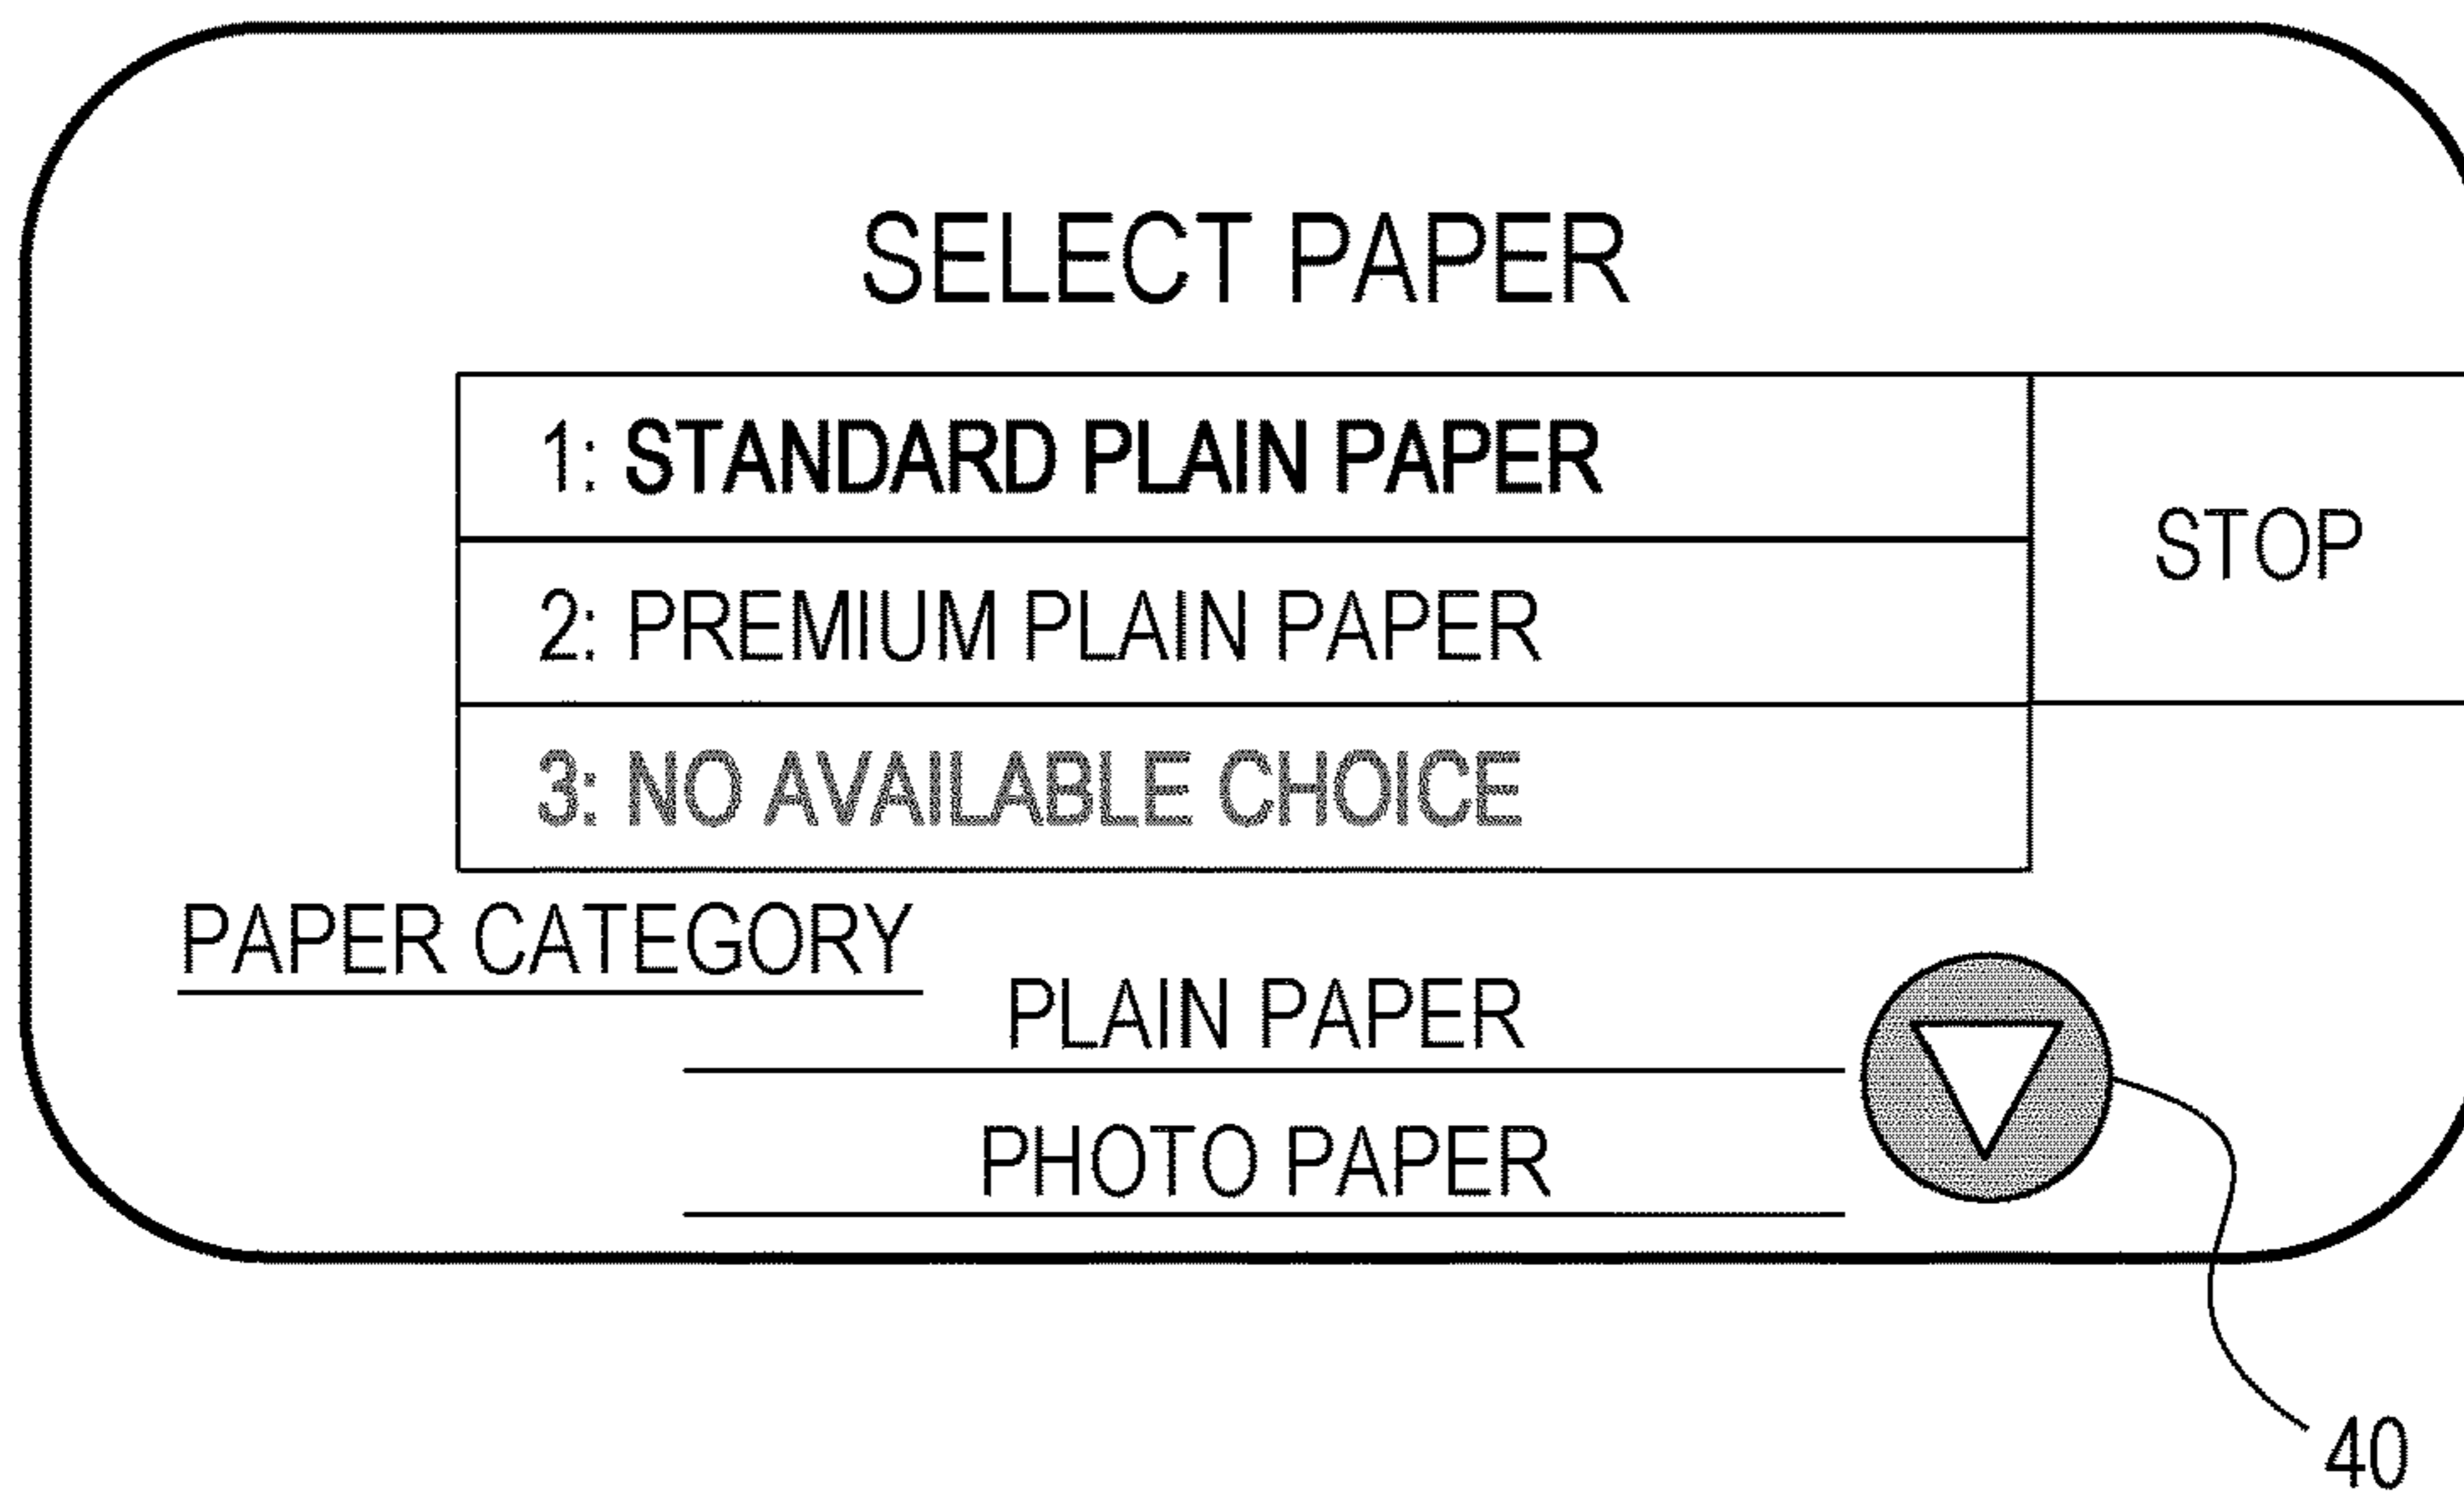 SELECT PAPER
1: STANDARD PLAIN PAPER
STOP
2: PREMIUM PLAIN PAPER
3: NO AVAILABLE CHOICE
PAPER CATEGORY
PLAIN PAPER
PHOTO PAPER
40